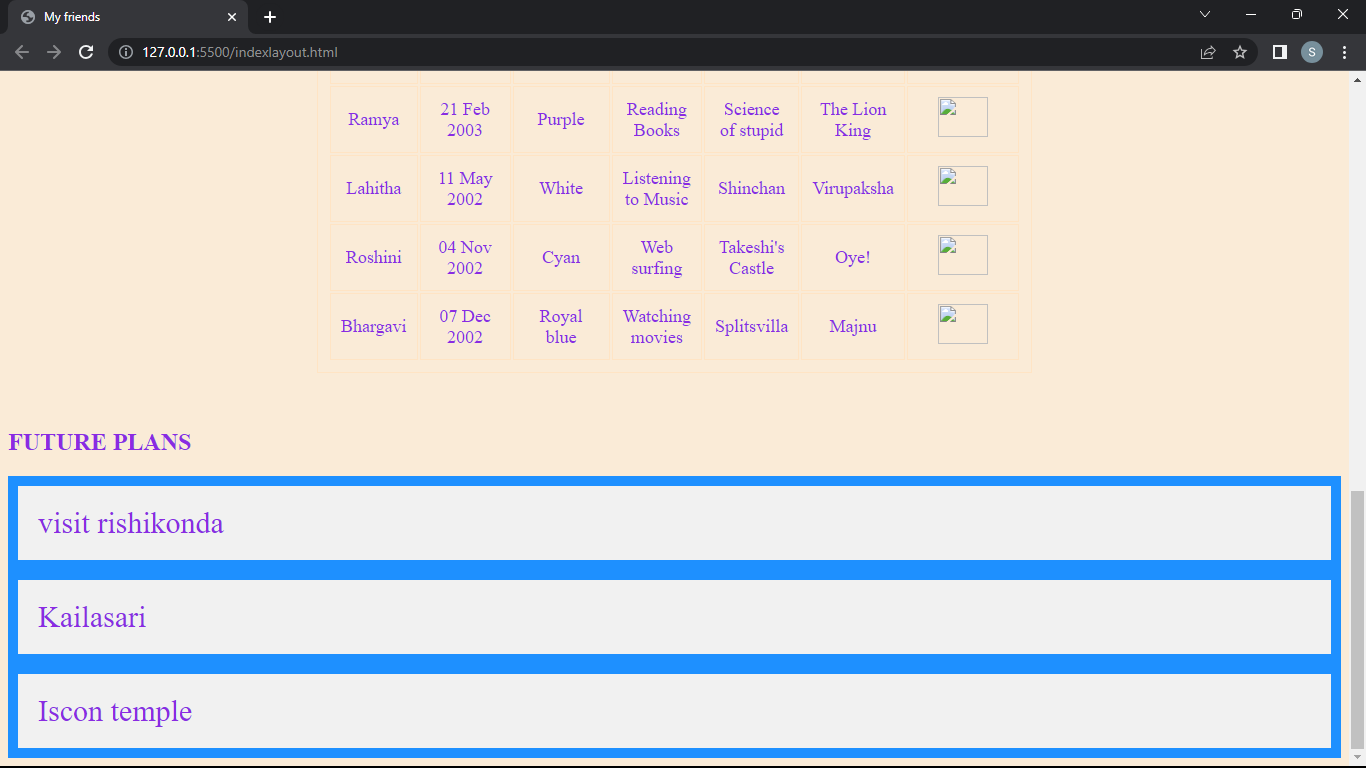 My friends
127.0.0.1:5500/indexlayout.html
S
Ramya
21 Feb
2003
Purple
Reading
Books
Science
of stupid
The Lion
King
Lahitha
11 May
2002
White
Listening
to Music
Shinchan
Virupaksha
Roshini
04 Nov
2002
Cyan
Web
surfing
Takeshi's
Castle
Oye!
Bhargavi
07 Dec
2002
Royal
blue
Watching
movies
Splitsvilla
Majnu
FUTURE PLANS
visit rishikonda
Kailasari
Iscon temple